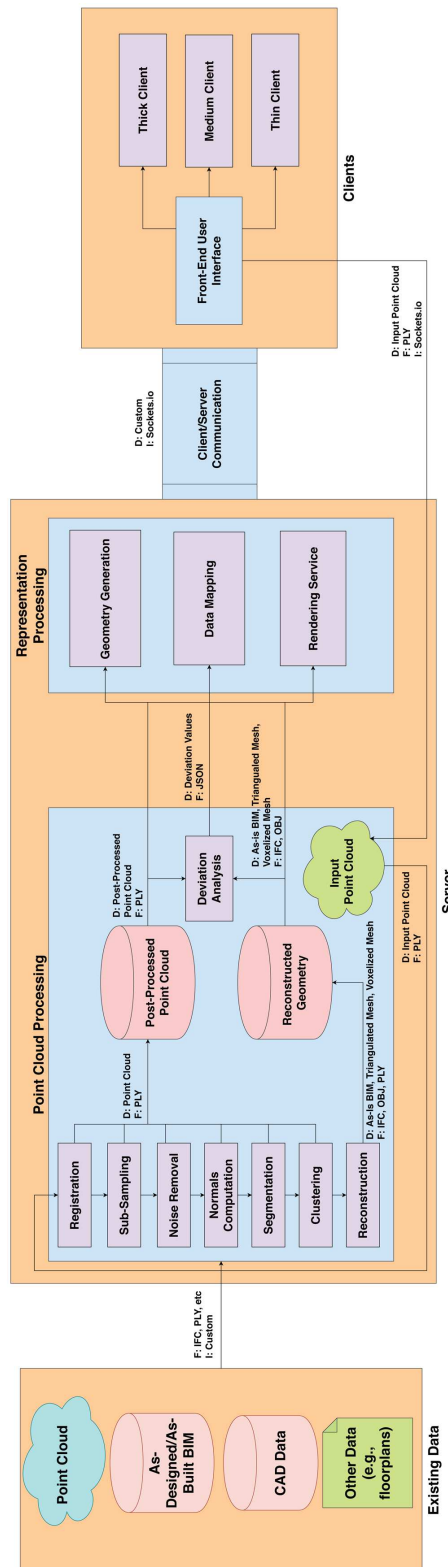 Point Cloud
As-
Designed/As-
Built BIM
CAD Data
Other Data
(e.g.,
floorplans)
Existing Data
F: IFC, PLY, etc
I: Custom
Point Cloud Processing
Registration
Sub-Sampling
Noise Removal
Normals
Computation
Segmentation
Clustering
Reconstruction
D: Point Cloud
F: PLY
D: As-Is BIM, Triangulated Mesh, Voxelized Mesh
F: IFC, OBJ, PLY
Post-Processed
Point Cloud
Reconstructed
Geometry
D: Post-Processed
Point Cloud
F: PLY
Deviation
Analysis
D: Deviation Values
F: JSON
D: As-is BIM, Triangualed Mesh,
Voxelized Mesh
F: IFC, OBJ
Input
Point Cloud
D: Input Point Cloud
F: PLY
Server
Representation
Processing
Geometry Generation
Data Mapping
Rendering Service
D: Custom
I: Sockets.io
Client/Server
Communication
Front-End User
Interface
Thick Client
Medium Client
Thin Client
Clients
D: Input Point Cloud
F: PLY
I: Sockets.io